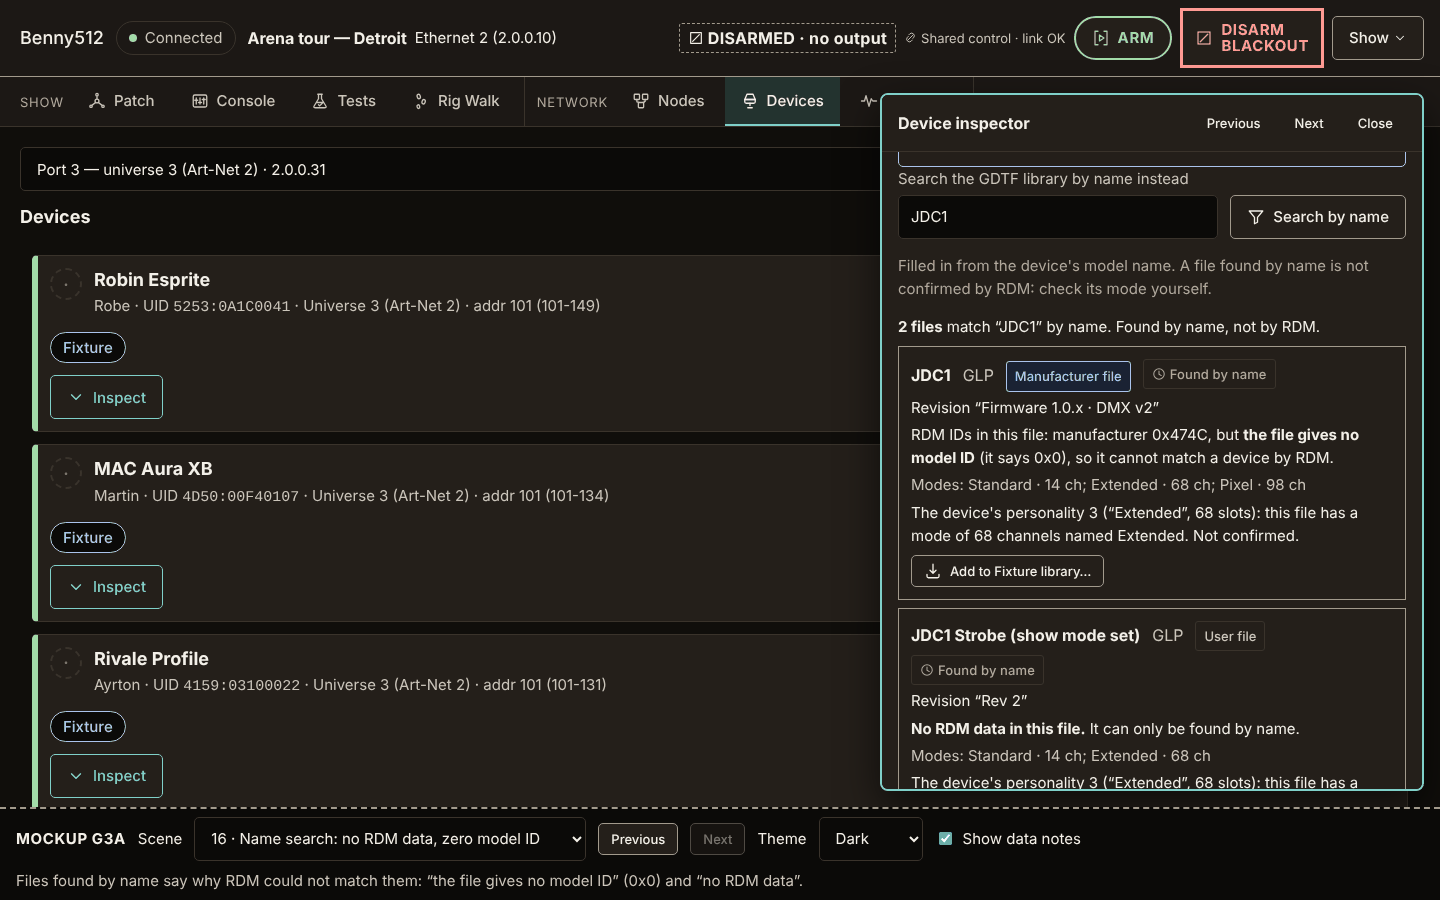 Benny512
Connected
Arena tour — Detroit
Ethernet 2 (2.0.0.10)
DISARMED · no output
Shared control · link OK
ARM
DISARM
BLACKOUT
Show
SHOW
Patch
Console
Tests
Rig Walk
NETWORK
Nodes
Devices
Port 3 — universe 3 (Art-Net 2) · 2.0.0.31
Devices
Robin Esprite
Robe · UID 5253:0A1C0041 · Universe 3 (Art-Net 2) · addr 101 (101-149)
Fixture
Inspect
MAC Aura XB
Martin · UID 4D50:00F40107 · Universe 3 (Art-Net 2) · addr 101 (101-134)
Fixture
Inspect
Rivale Profile
Ayrton · UID 4159:03100022 · Universe 3 (Art-Net 2) · addr 101 (101-131)
Fixture
Inspect
Device inspector
Previous
Next
Close
Search the GDTF library by name instead
JDC1
Search by name
Filled in from the device's model name. A file found by name is not
confirmed by RDM: check its mode yourself.
2 files match “JDC1” by name. Found by name, not by RDM.
JDC1 GLP Manufacturer file Found by name
Revision “Firmware 1.0.x · DMX v2”
RDM IDs in this file: manufacturer 0x474C, but the file gives no
model ID (it says 0x0), so it cannot match a device by RDM.
Modes: Standard · 14 ch; Extended · 68 ch; Pixel · 98 ch
The device's personality 3 (“Extended”, 68 slots): this file has a
mode of 68 channels named Extended. Not confirmed.
Add to Fixture library...
JDC1 Strobe (show mode set) GLP User file
Found by name
Revision “Rev 2”
No RDM data in this file. It can only be found by name.
Modes: Standard · 14 ch; Extended · 68 ch
The device's personality 3 (“Extended”, 68 slots): this file has a
MOCKUP G3A
Scene
16 · Name search: no RDM data, zero model ID
Previous
Next
Theme
Dark
Show data notes
Files found by name say why RDM could not match them: “the file gives no model ID” (0x0) and “no RDM data”.